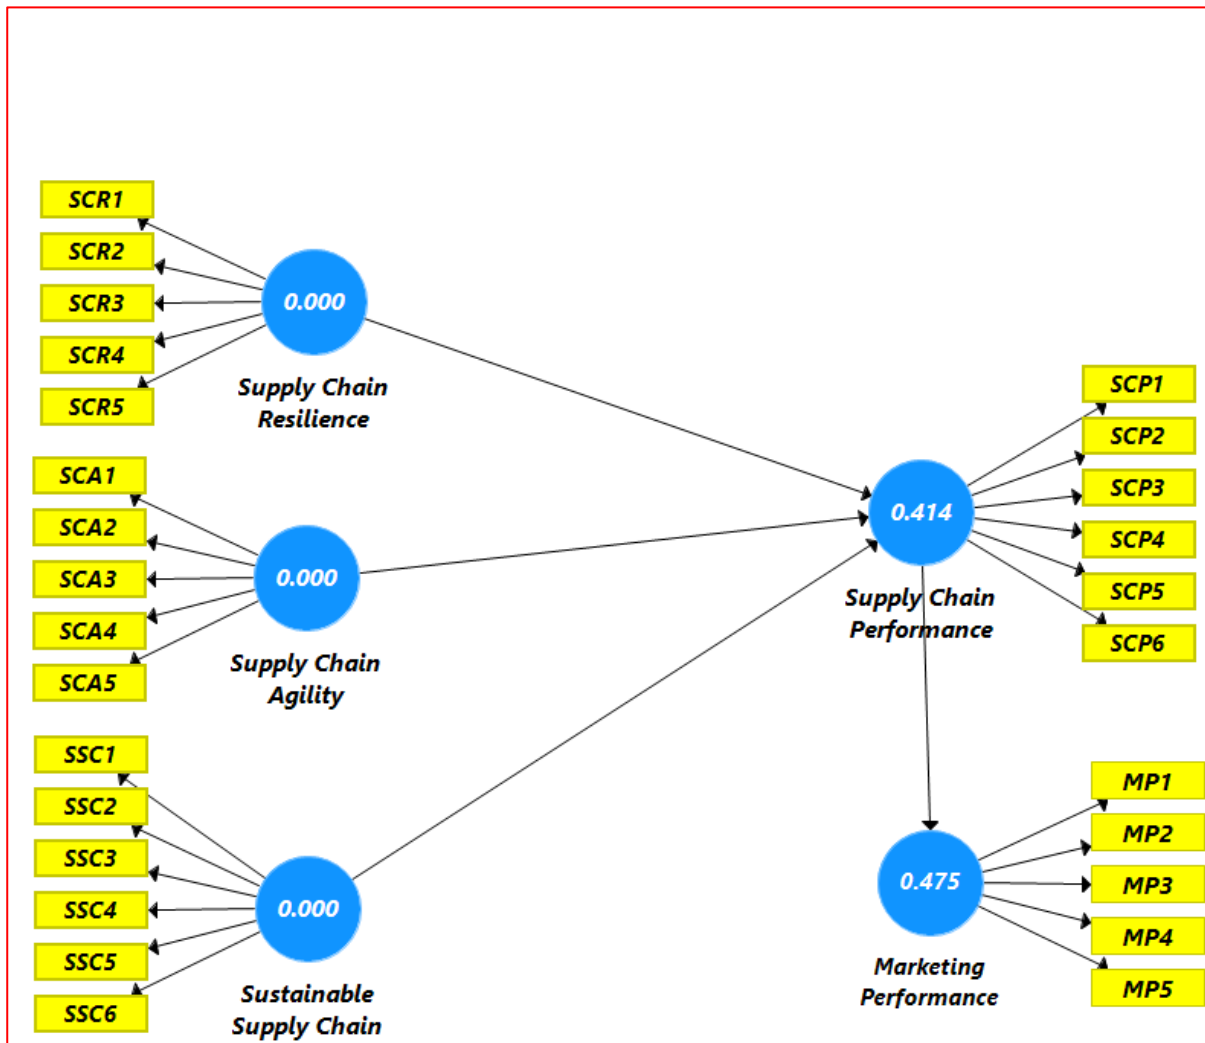 SCR1
SCR2
SCR3
SCR4
SCR5
0.000
Supply Chain
Resilience
SCA1
SCA2
SCA3
SCA4
SCA5
0.000
Supply Chain
Agility
SSC1
SSC2
SSC3
SSC4
SSC5
SSC6
0.000
Sustainable
Supply Chain
0.414
Supply Chain
Performance
SCP1
SCP2
SCP3
SCP4
SCP5
SCP6
0.475
Marketing
Performance
MP1
MP2
MP3
MP4
MP5